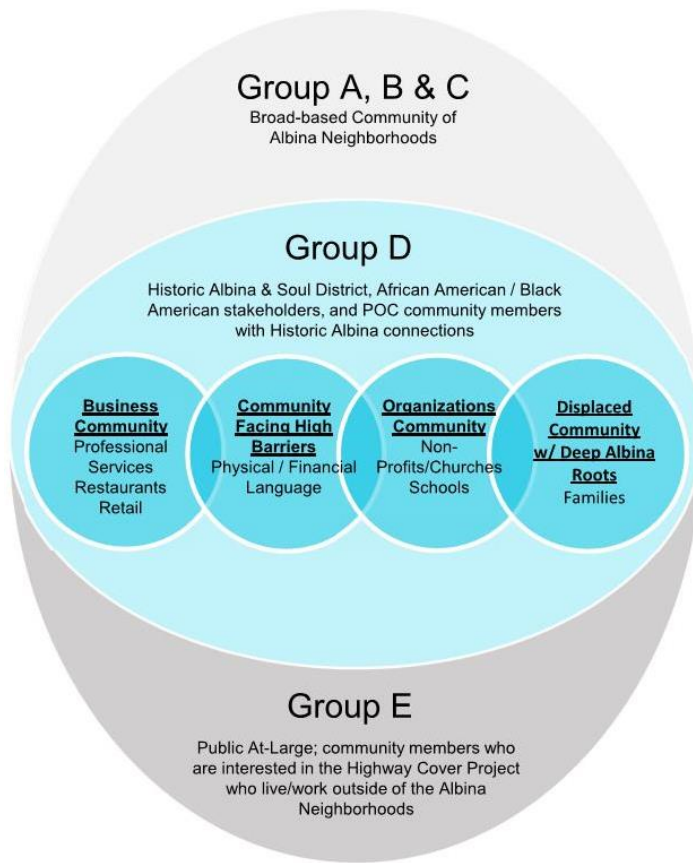 Group A, B & C
Broad-based Community of
Albina Neighborhoods
Group D
Historic Albina & Soul District, African American / Black
American stakeholders, and POC community members
with Historic Albina connections
Business
Community
Professional
Services
Restaurants
Retail
Community
Facing High
Barriers
Physical / Financial
Language
Organizations
Community
Non-
Profits/Churches
Schools
Displaced
Community
w/ Deep Albina
Roots
Families
Group E
Public At-Large; community members who
are interested in the Highway Cover Project
who live/work outside of the Albina
Neighborhoods